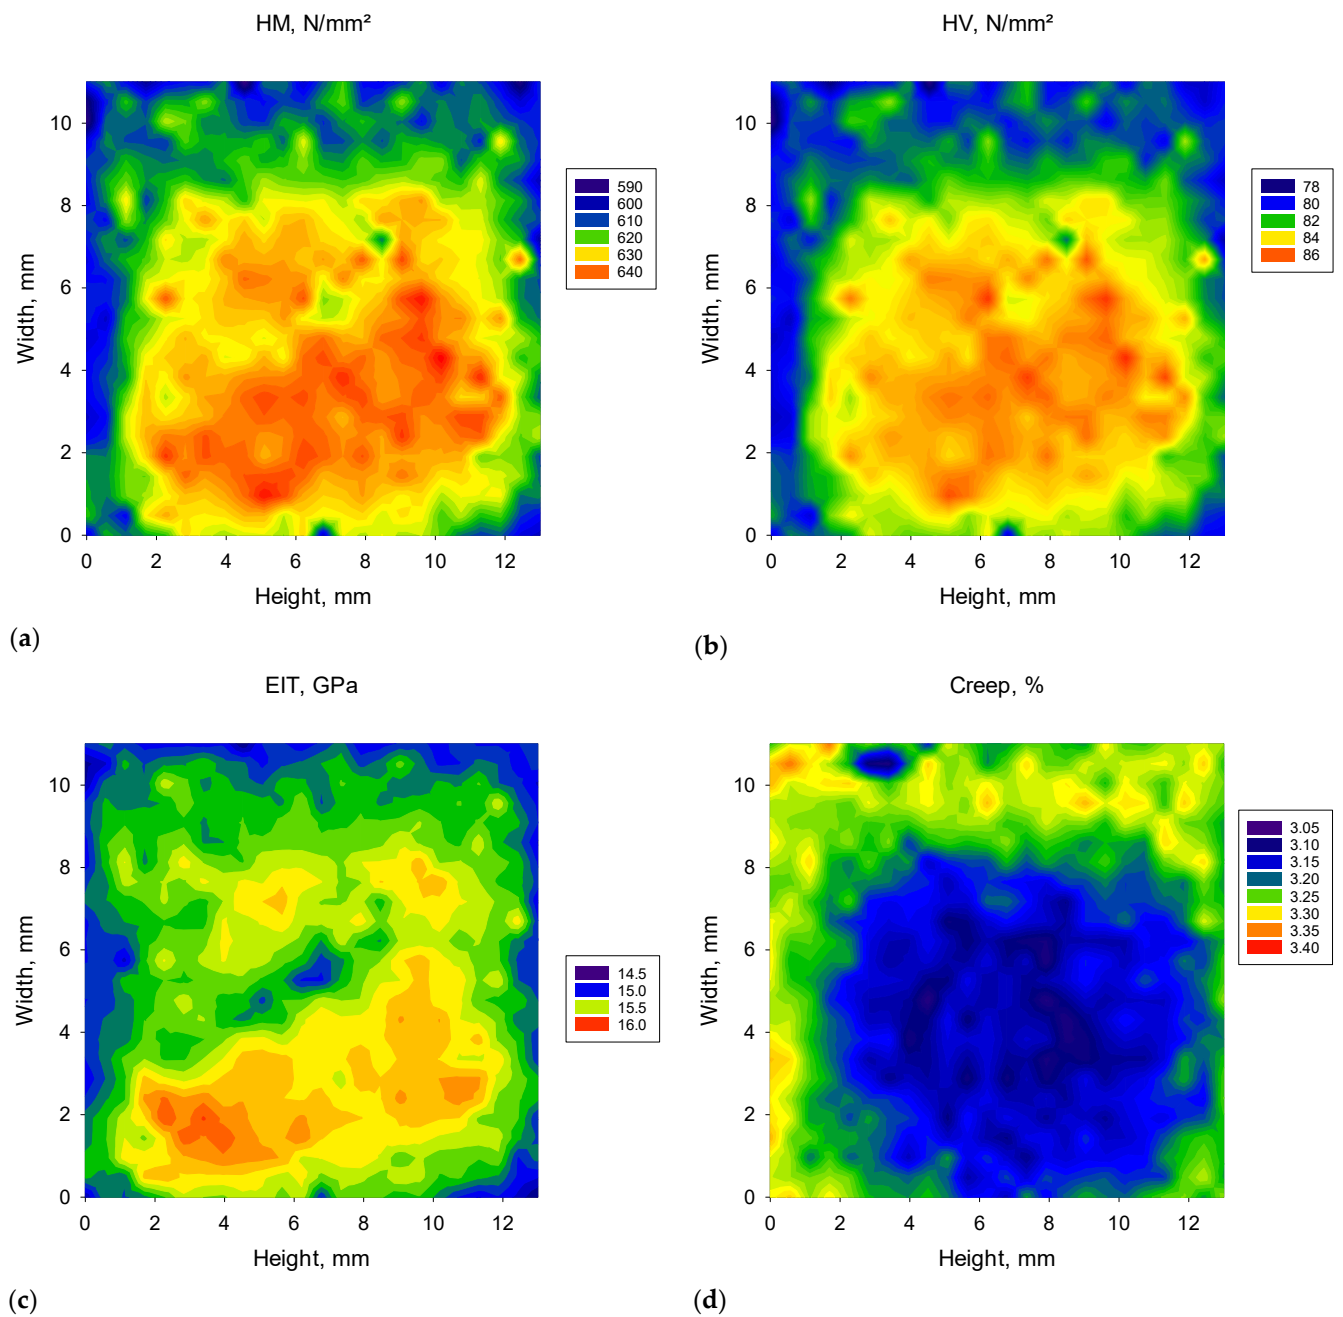 HM, N/mm²
HV, N/mm²
10
8
6
4
2
0
Width, mm
0 2 4 6 8 10 12
Height, mm
590
600
610
620
630
640
(a)
10
8
6
4
2
0
Width, mm
0 2 4 6 8 10 12
Height, mm
78
80
82
84
86
(b)
EIT, GPa
Creep, %
10
8
6
4
2
0
Width, mm
0 2 4 6 8 10 12
Height, mm
14.5
15.0
15.5
16.0
(c)
10
8
6
4
2
0
Width, mm
0 2 4 6 8 10 12
Height, mm
3.05
3.10
3.15
3.20
3.25
3.30
3.35
3.40
(d)